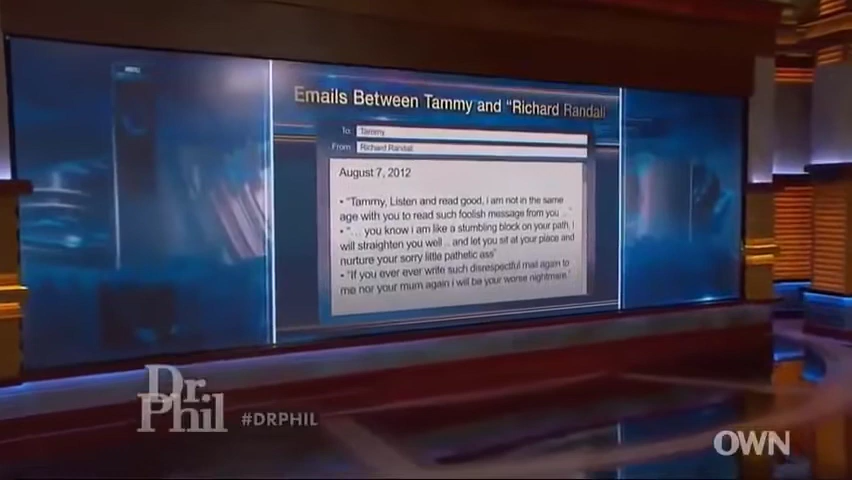 Emails Between Tammy and "Richard Randall
To: Tammy
From: Richard Randall
August 7, 2012
• "Tammy, Listen and read good, i am not in the same
age with you to read such foolish message from you ... "
• "... you know i am like a stumbling block on your path, I
will straighten you well .. and let you sit at your place and
nurture your sorry little pathetic ass"
• "If you ever ever write such disrespectful mail again to
me nor your mum again i will be your worse nightmare."
Dr.
Phil #DRPHIL
OWN